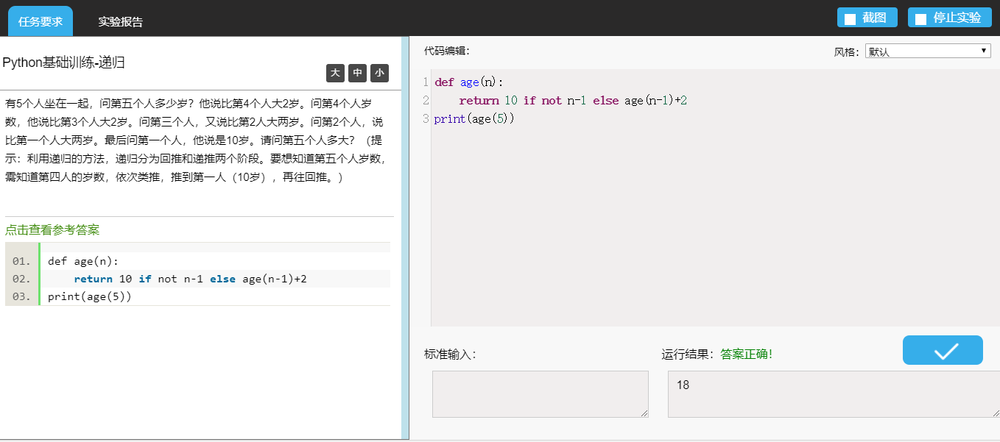 任务要求
实验报告
截图
停止实验
Python基础训练-递归
大 中 小
有5个人坐在一起，问第五个人多少岁？他说比第4个人大2岁。问第4个人岁
数，他说比第3个人大2岁。问第三个人，又说比第2人大两岁。问第2个人，说
比第一个人大两岁。最后问第一个人，他说是10岁。请问第五个人多大？（提
示：利用递归的方法，递归分为回推和递推两个阶段。要想知道第五个人岁数，
需知道第四人的岁数，依次类推，推到第一人（10岁），再往回推。）
点击查看参考答案
01. def age(n):
02.     return 10 if not n-1 else age(n-1)+2
03. print(age(5))
代码编辑：
风格： 默认
1 def age(n):
2     return 10 if not n-1 else age(n-1)+2
3 print(age(5))
标准输入：
运行结果：答案正确!
18